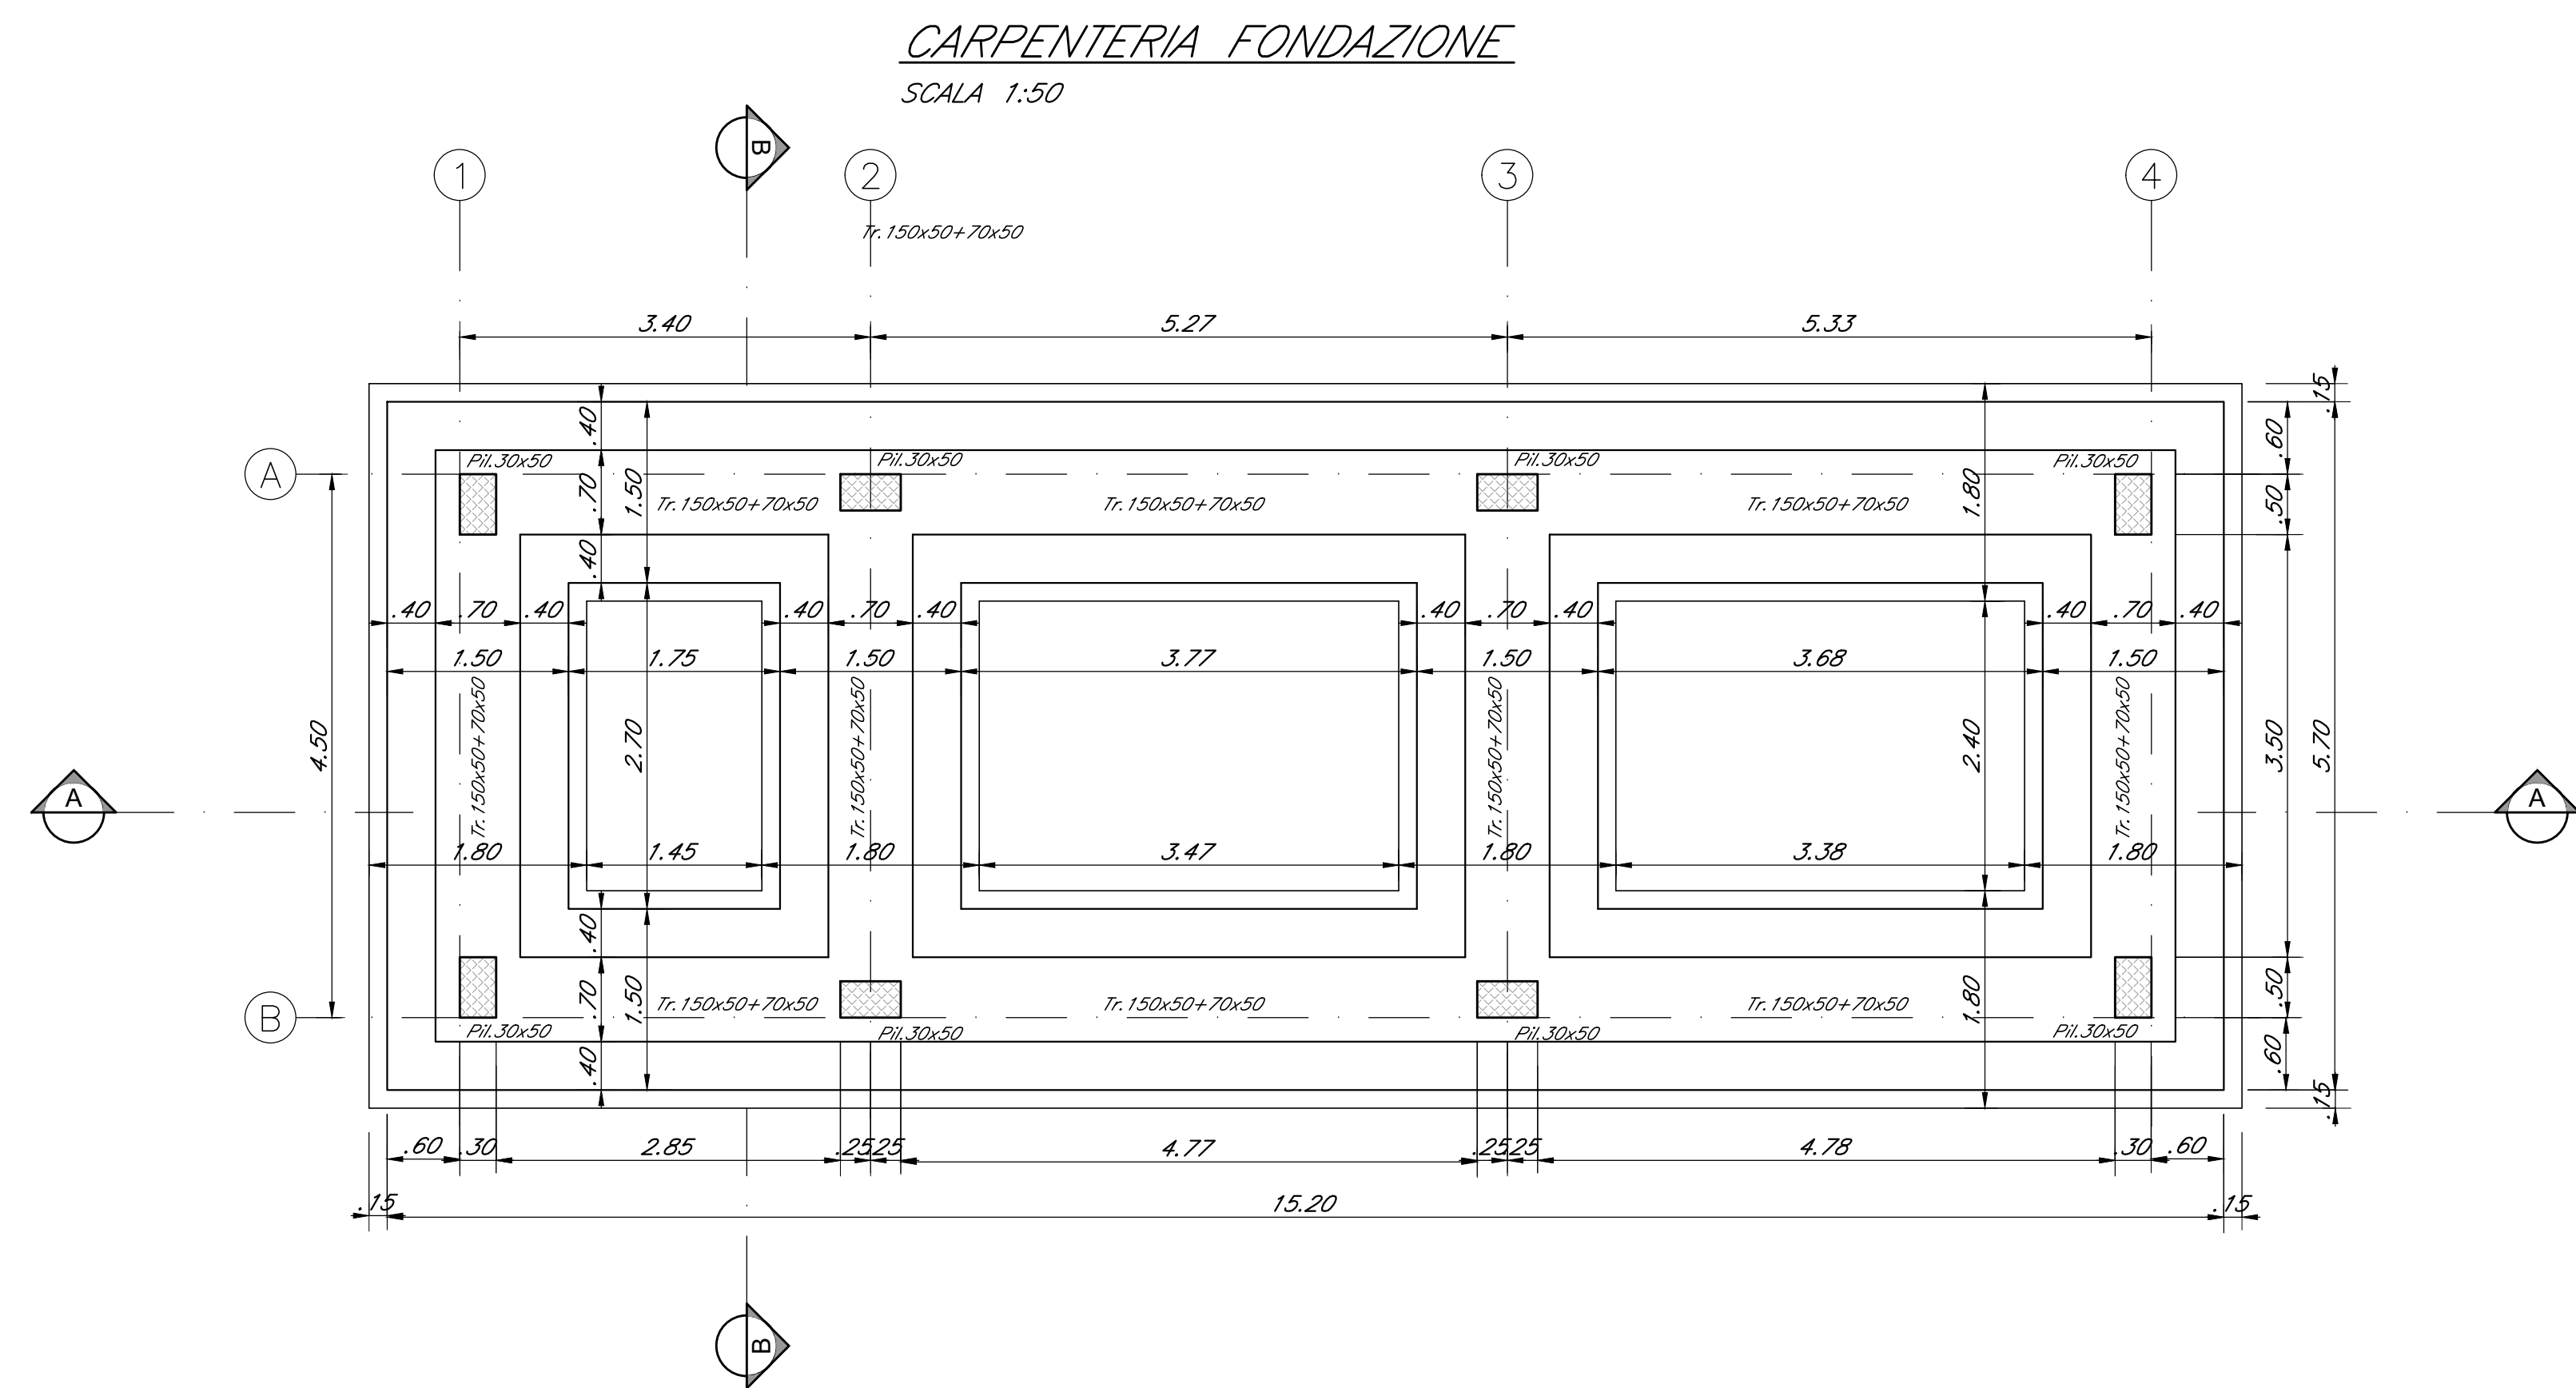 CARPENTERIA FONDAZIONE
SCALA 1:50
B
1 2 3 4
Tr.150x50+70x50
3.40 5.27 5.33
.15
.40 .60
A Pil.30x50 Pil.30x50 Pil.30x50 Pil.30x50
.70 1.50 Tr.150x50+70x50 Tr.150x50+70x50 Tr.150x50+70x50 1.80 .50
.40
.40 .70 .40 .40 .70 .40 .40 .70 .40 .40 .70 .40
1.50 1.75 1.50 3.77 1.50 3.68 1.50
4.50 Tr.150x50+70x50 2.70 Tr.150x50+70x50 Tr.150x50+70x50 2.40 Tr.150x50+70x50 3.50 5.70
A A
1.80 1.45 1.80 3.47 1.80 3.38 1.80
.40
.70 1.50 Tr.150x50+70x50 Tr.150x50+70x50 Tr.150x50+70x50 1.80 .50
B Pil.30x50 Pil.30x50 Pil.30x50 Pil.30x50
.40 .60
.15
.60 .30 2.85 .25 .25 4.77 .25 .25 4.78 .30 .60
.15 15.20 .15
B